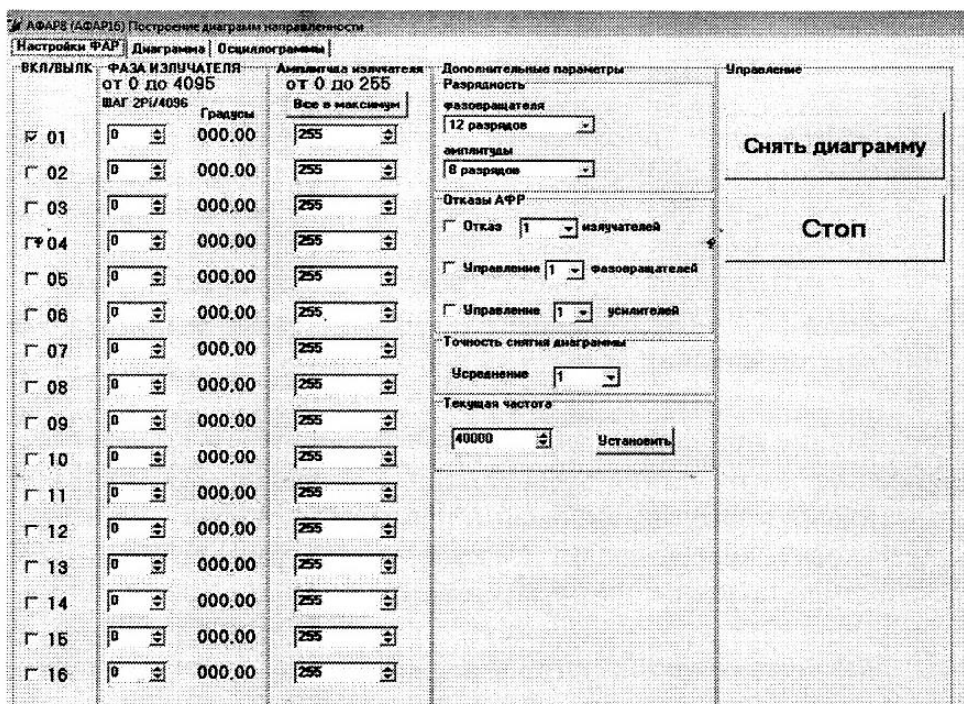 АФАР8 (АФАР16) Построение диаграмм направленности
Настройки ФАР Диаграмма Осциллограммы
ВКЛ/ВЫЛК ФАЗА ИЗЛУЧАТЕЛЯ Амплитуда излучателя Дополнительные параметры Управление
от 0 до 4095 от 0 до 255 Разрядность
ШАГ 2Pi/4096 Градусы Все в максимум фазовращателя
12 разрядов
01 0 000.00 255
амплитуды
8 разрядов
Снять диаграмму
02 0 000.00 255
03 0 000.00 255
Отказы АФР
Отказ 1 излучателей
Стоп
04 0 000.00 255
05 0 000.00 255
Управление 1 фазовращателей
06 0 000.00 255
Управление 1 усилителей
07 0 000.00 255
Точность снятия диаграммы
08 0 000.00 255
Усреднение 1
Текущая частота
09 0 000.00 255
40000 Установить
10 0 000.00 255
11 0 000.00 255
12 0 000.00 255
13 0 000.00 255
14 0 000.00 255
15 0 000.00 255
16 0 000.00 255